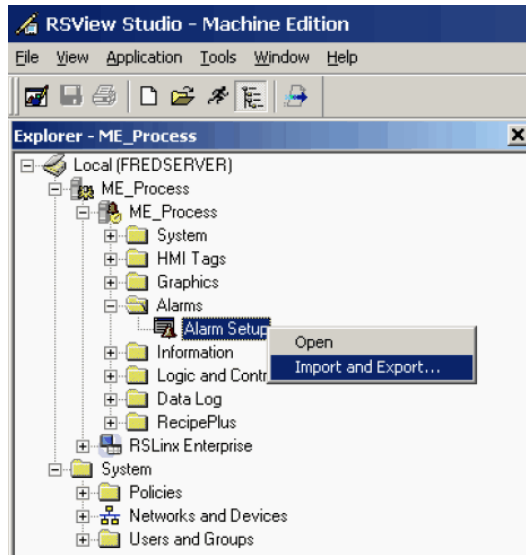 RSView Studio - Machine Edition
File View Application Tools Window Help
Explorer - ME_Process
Local (FREDSERVER)
ME_Process
ME_Process
System
HMI Tags
Graphics
Alarms
Alarm Setup
Open
Import and Export...
Information
Logic and Contr
Data Log
RecipePlus
RSLinx Enterprise
System
Policies
Networks and Devices
Users and Groups